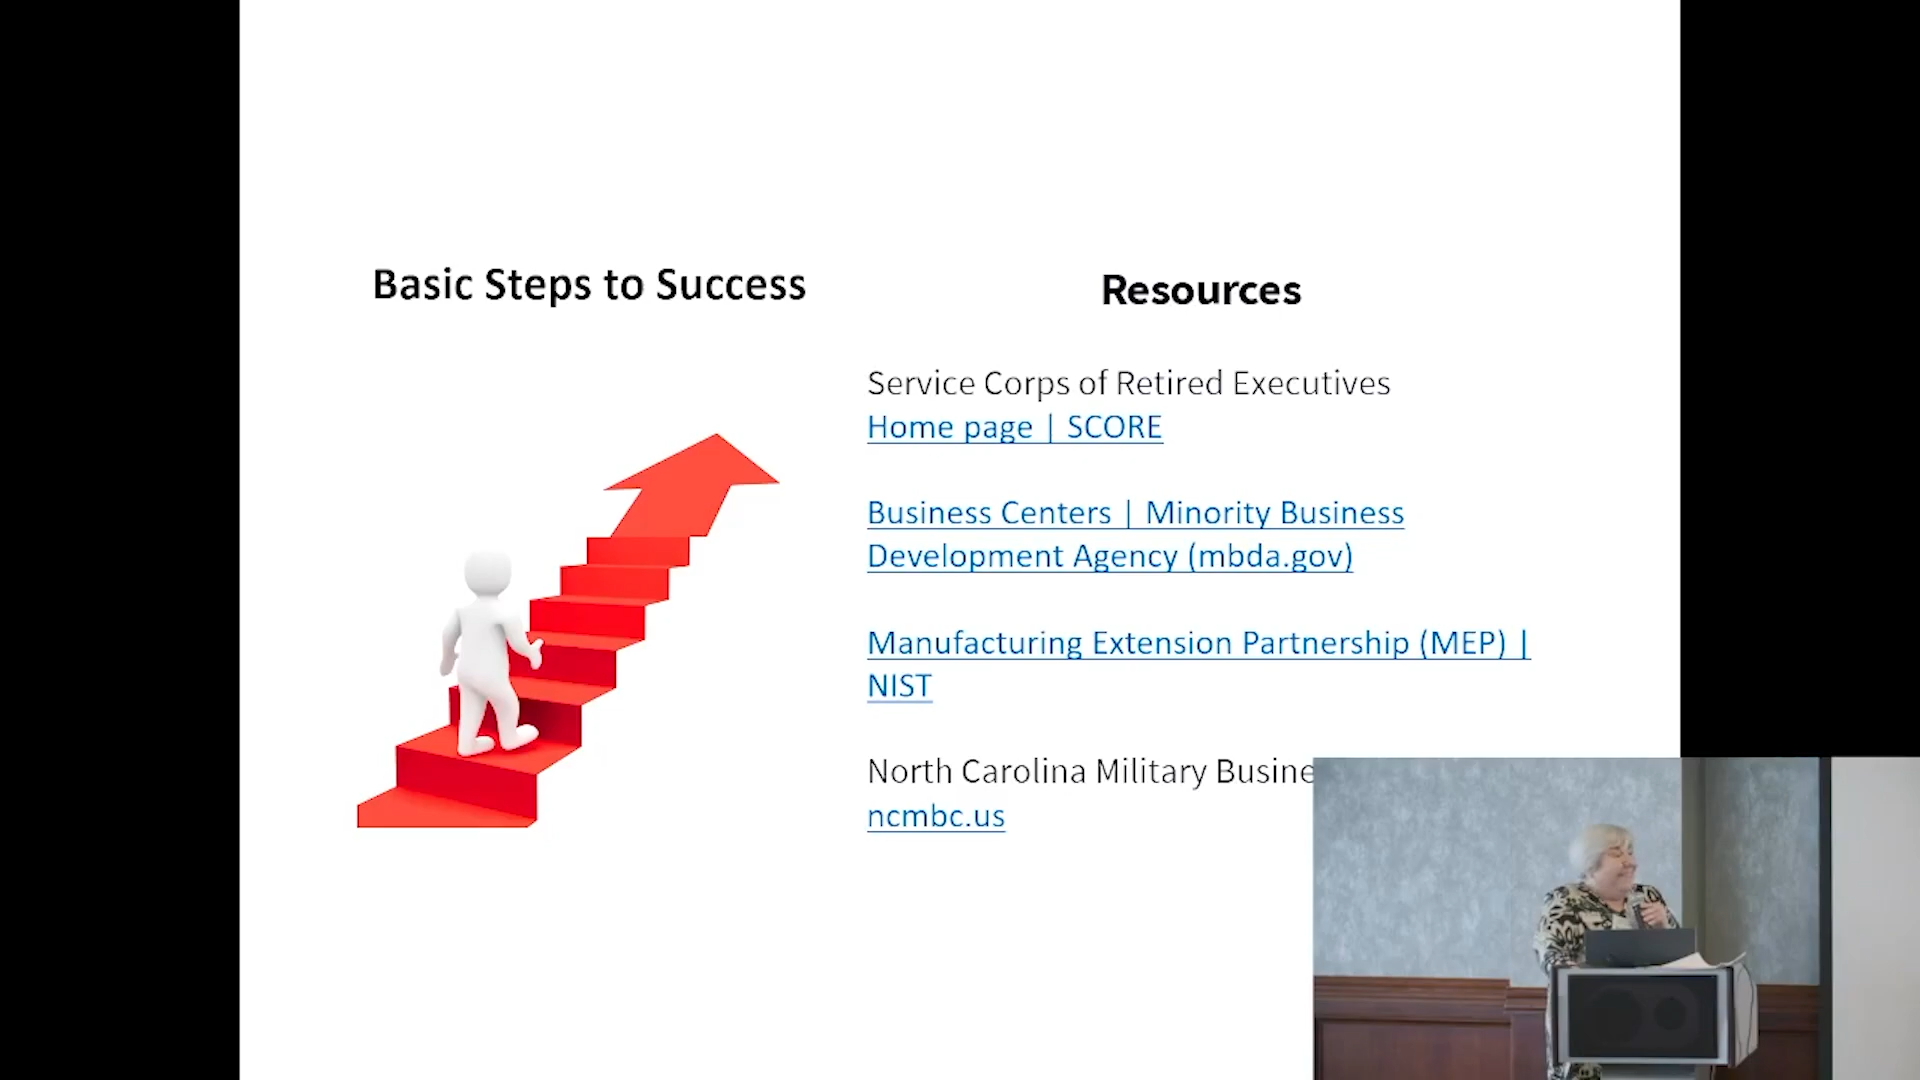 Basic Steps to Success
Resources
Service Corps of Retired Executives
Home page | SCORE
Business Centers | Minority Business
Development Agency (mbda.gov)
Manufacturing Extension Partnership (MEP) |
NIST
North Carolina Military
ncmbc.us